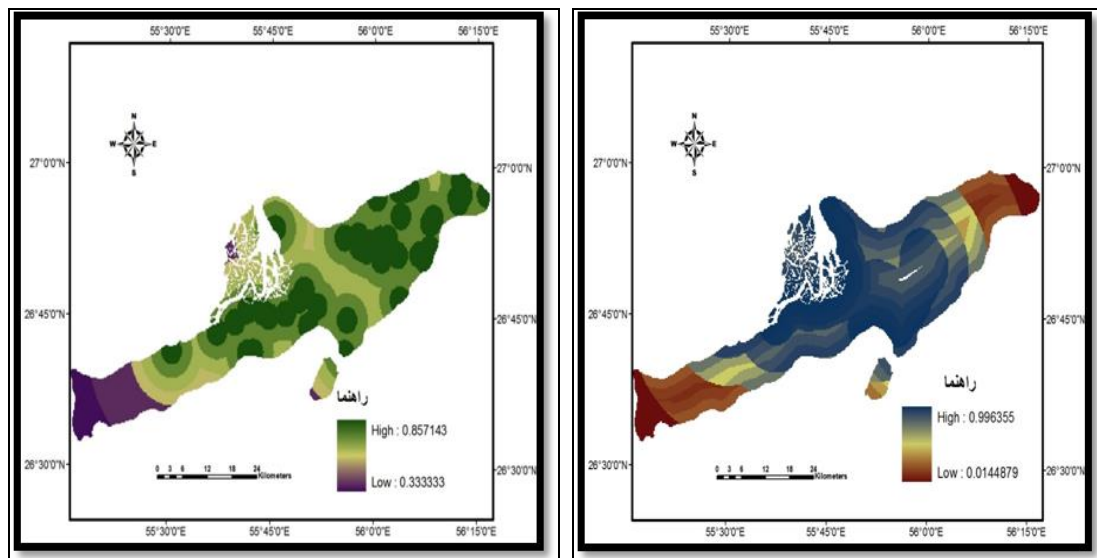 55°30'0"E 55°45'0"E 56°0'0"E 56°15'0"E
27°0'0"N 27°0'0"N
N
W E
S
26°45'0"N 26°45'0"N
راهنما
High : 0.857143
Low : 0.333333
0 3 6 12 18 24
Kilometers
26°30'0"N 26°30'0"N
55°30'0"E 55°45'0"E 56°0'0"E 56°15'0"E
55°30'0"E 55°45'0"E 56°0'0"E 56°15'0"E
27°0'0"N 27°0'0"N
N
W E
S
26°45'0"N 26°45'0"N
راهنما
High : 0.996355
Low : 0.0144879
0 3 6 12 18 24
Kilometers
26°30'0"N 26°30'0"N
55°30'0"E 55°45'0"E 56°0'0"E 56°15'0"E